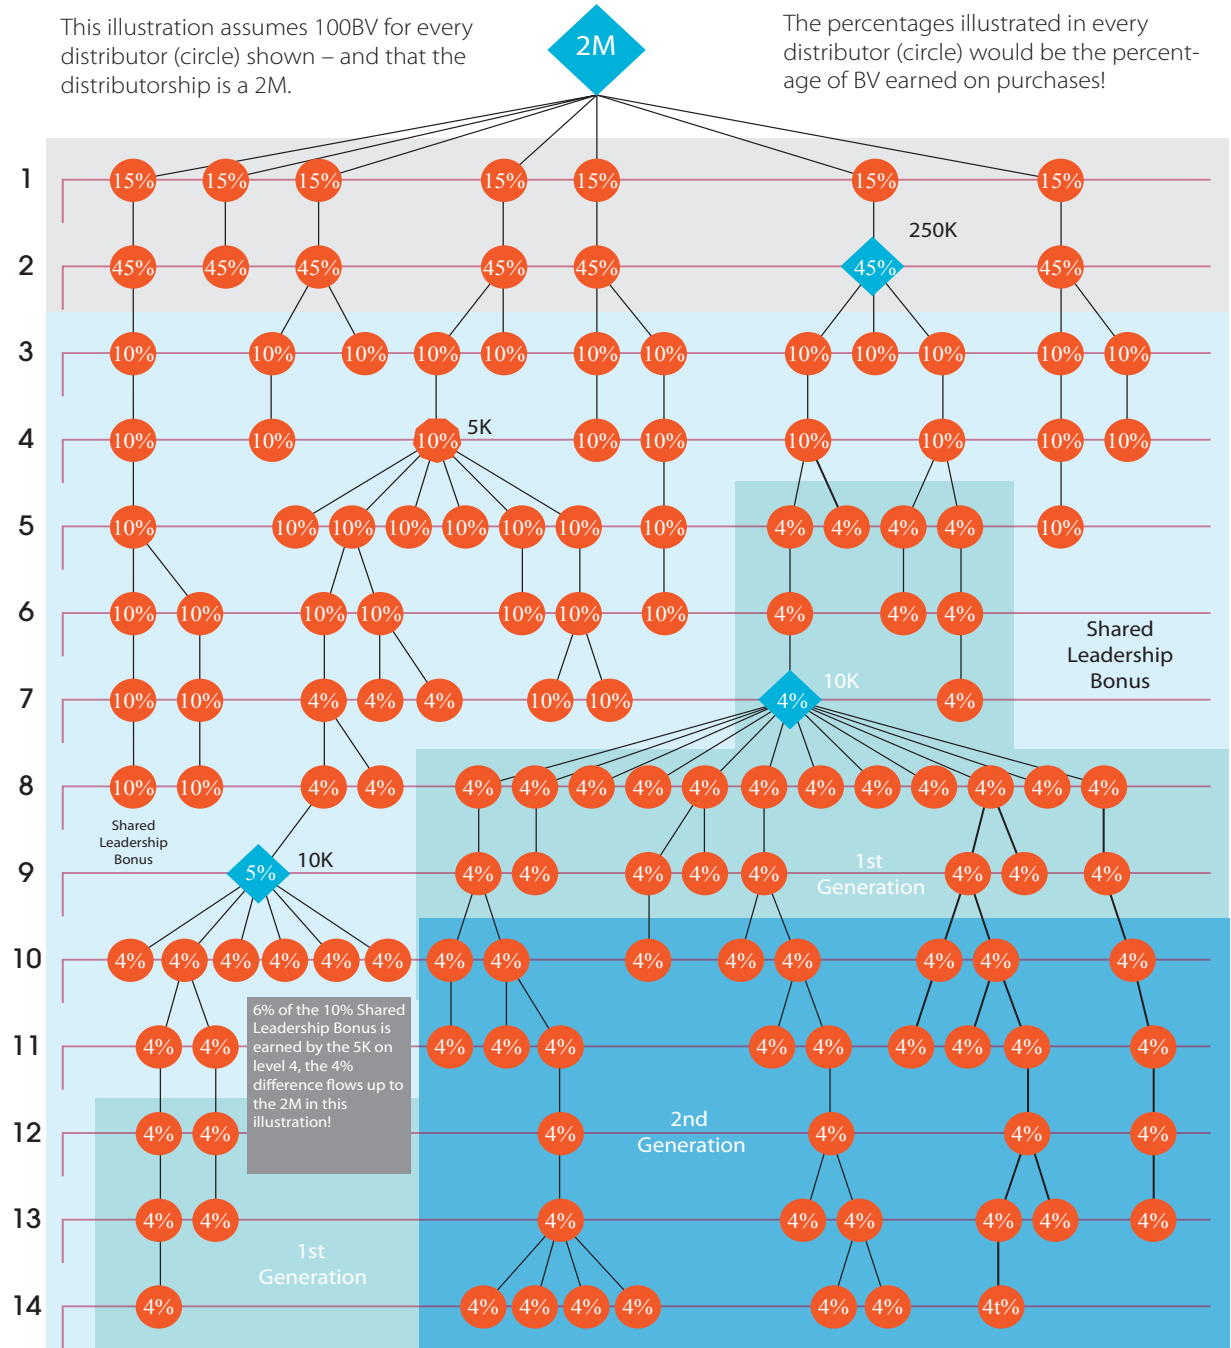 This illustration assumes 100BV for every
distributor (circle) shown – and that the
distributorship is a 2M.
2M
The percentages illustrated in every
distributor (circle) would be the percent-
age of BV earned on purchases!
1 15% 15% 15% 15% 15% 15% 15%
250K
2 45% 45% 45% 45% 45% 45% 45%
3 10% 10% 10% 10% 10% 10% 10% 10% 10% 10% 10% 10%
5K
4 10% 10% 10% 10% 10% 10% 10% 10% 10%
5 10% 10% 10% 10% 10% 10% 10% 10% 4% 4% 4% 4% 10%
6 10% 10% 10% 10% 10% 10% 10% 4% 4% 4%
Shared
Leadership
Bonus
10K
7 10% 10% 4% 4% 4% 10% 10% 4% 4%
8 10% 10% 4% 4% 4% 4% 4% 4% 4% 4% 4% 4% 4% 4% 4% 4% 4%
Shared
Leadership
Bonus
10K
9 5% 4% 4% 4% 4% 4% 4% 4% 4%
1st
Generation
10 4% 4% 4% 4% 4% 4% 4% 4% 4% 4% 4% 4% 4% 4%
6% of the 10% Shared
Leadership Bonus is
earned by the 5K on
level 4, the 4%
difference flows up to
the 2M in this
illustration!
11 4% 4% 4% 4% 4% 4% 4% 4% 4% 4% 4%
12 4% 4% 4% 4% 4% 4%
2nd
Generation
13 4% 4% 4% 4% 4% 4% 4% 4%
1st
Generation
14 4% 4% 4% 4% 4% 4% 4% 4t%